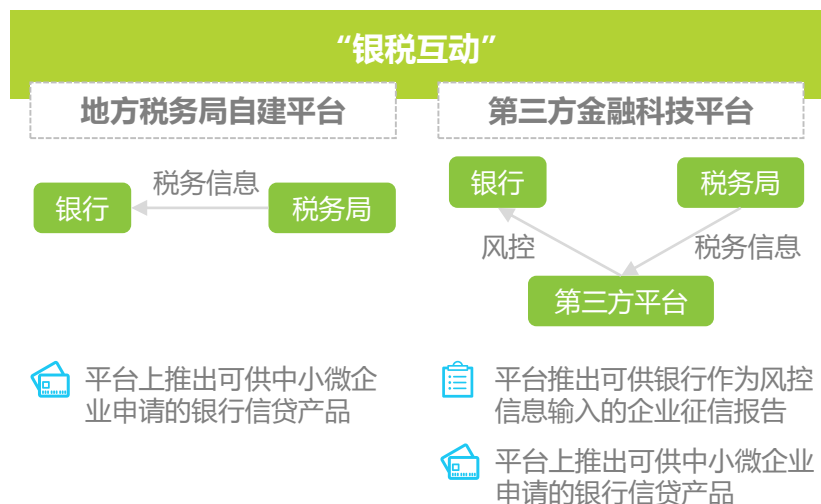 “银税互动”
地方税务局自建平台
税务信息
银行
税务局
平台上推出可供中小微企
业申请的银行信贷产品
第三方金融科技平台
银行
税务局
风控
税务信息
第三方平台
平台推出可供银行作为风控
信息输入的企业征信报告
平台上推出可供中小微企业
申请的银行信贷产品